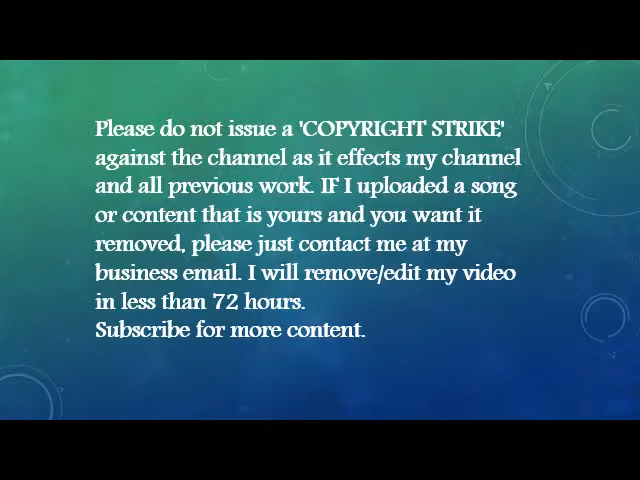 Please do not issue a 'COPYRIGHT STRIKE'
against the channel as it effects my channel
and all previous work. IF I uploaded a song
or content that is yours and you want it
removed, please just contact me at my
business email. I will remove/edit my video
in less than 72 hours.
Subscribe for more content.